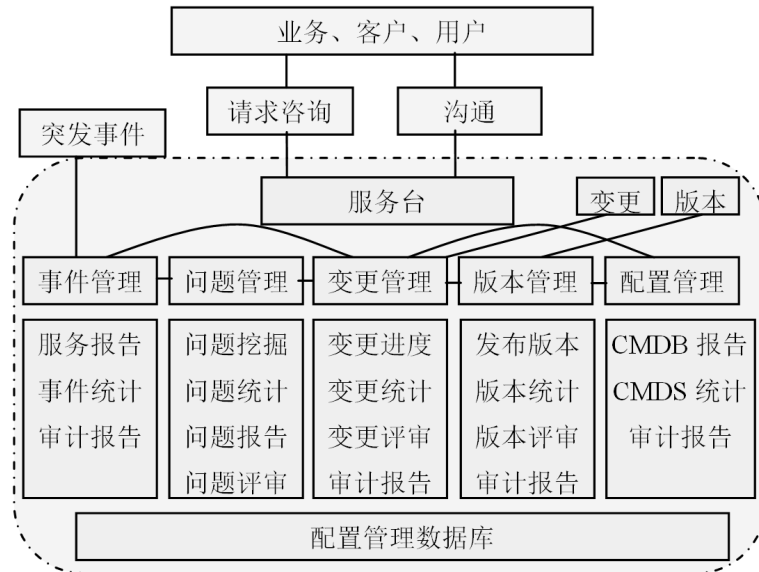 业务、客户、用户
请求咨询
沟通
突发事件
服务台
变更
版本
事件管理
问题管理
变更管理
版本管理
配置管理
服务报告
事件统计
审计报告
问题挖掘
问题统计
问题报告
问题评审
变更进度
变更统计
变更评审
审计报告
发布版本
版本统计
版本评审
审计报告
CMDB 报告
CMDS 统计
审计报告
配置管理数据库